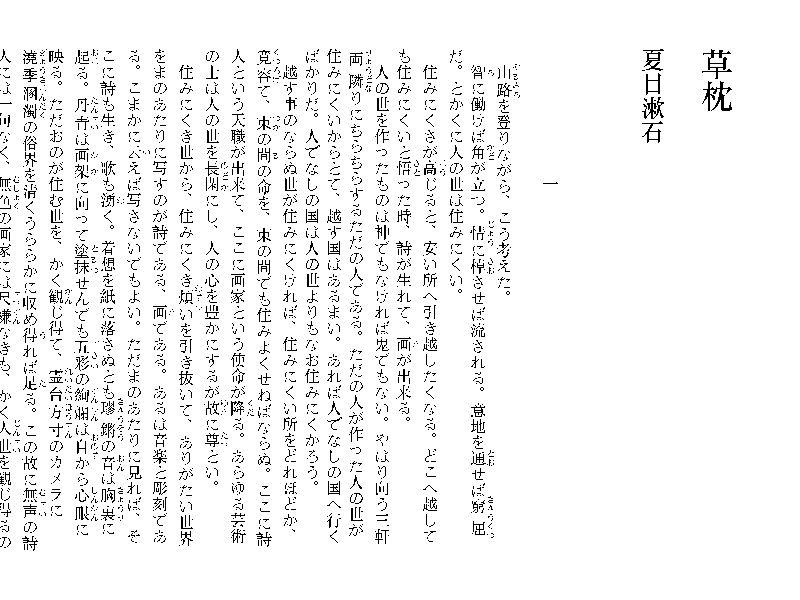 草枕
夏目漱石
一
山路を登りながら、こう考えた。
智に働けば角が立つ。情に棹させば流される。意地を通せば窮屈
だ。とかくに人の世は住みにくい。
住みにくさが高じると、安い所へ引き越したくなる。どこへ越して
も住みにくいと悟った時、詩が生れて、画が出来る。
人の世を作ったものは神でもなければ鬼でもない。やはり向う三軒
両隣りにちらちらするただの人である。ただの人が作った人の世が
住みにくいからとて、越す国はあるまい。あれば人でなしの国へ行く
ばかりだ。人でなしの国は人の世よりもなお住みにくかろう。
越す事のならぬ世が住みにくければ、住みにくい所をどれほどか、
寛容て、束の間の命を、束の間でも住みよくせねばならぬ。ここに詩
人という天職が出来て、ここに画家という使命が降る。あらゆる芸術
の士は人の世を長閑にし、人の心を豊かにするが故に尊とい。
住みにくき世から、住みにくき煩いを引き抜いて、ありがたい世界
をまのあたりに写すのが詩である、画である。あるは音楽と彫刻であ
る。こまかに云えば写さないでもよい。ただまのあたりに見れば、そ
こに詩も生き、歌も湧く。着想を紙に落さぬとも璆鏘の音は胸裏に
起る。丹青は画架に向って塗抹せんでも五彩の絢爛は自から心眼に
映る。ただおのが住む世を、かく観じ得て、霊台方寸のカメラに
澆季溷濁の俗界を清くうららかに収め得れば足る。この故に無声の詩
人には一句なく、無色の画家には尺縑なきも、かく人世を観じ得るの